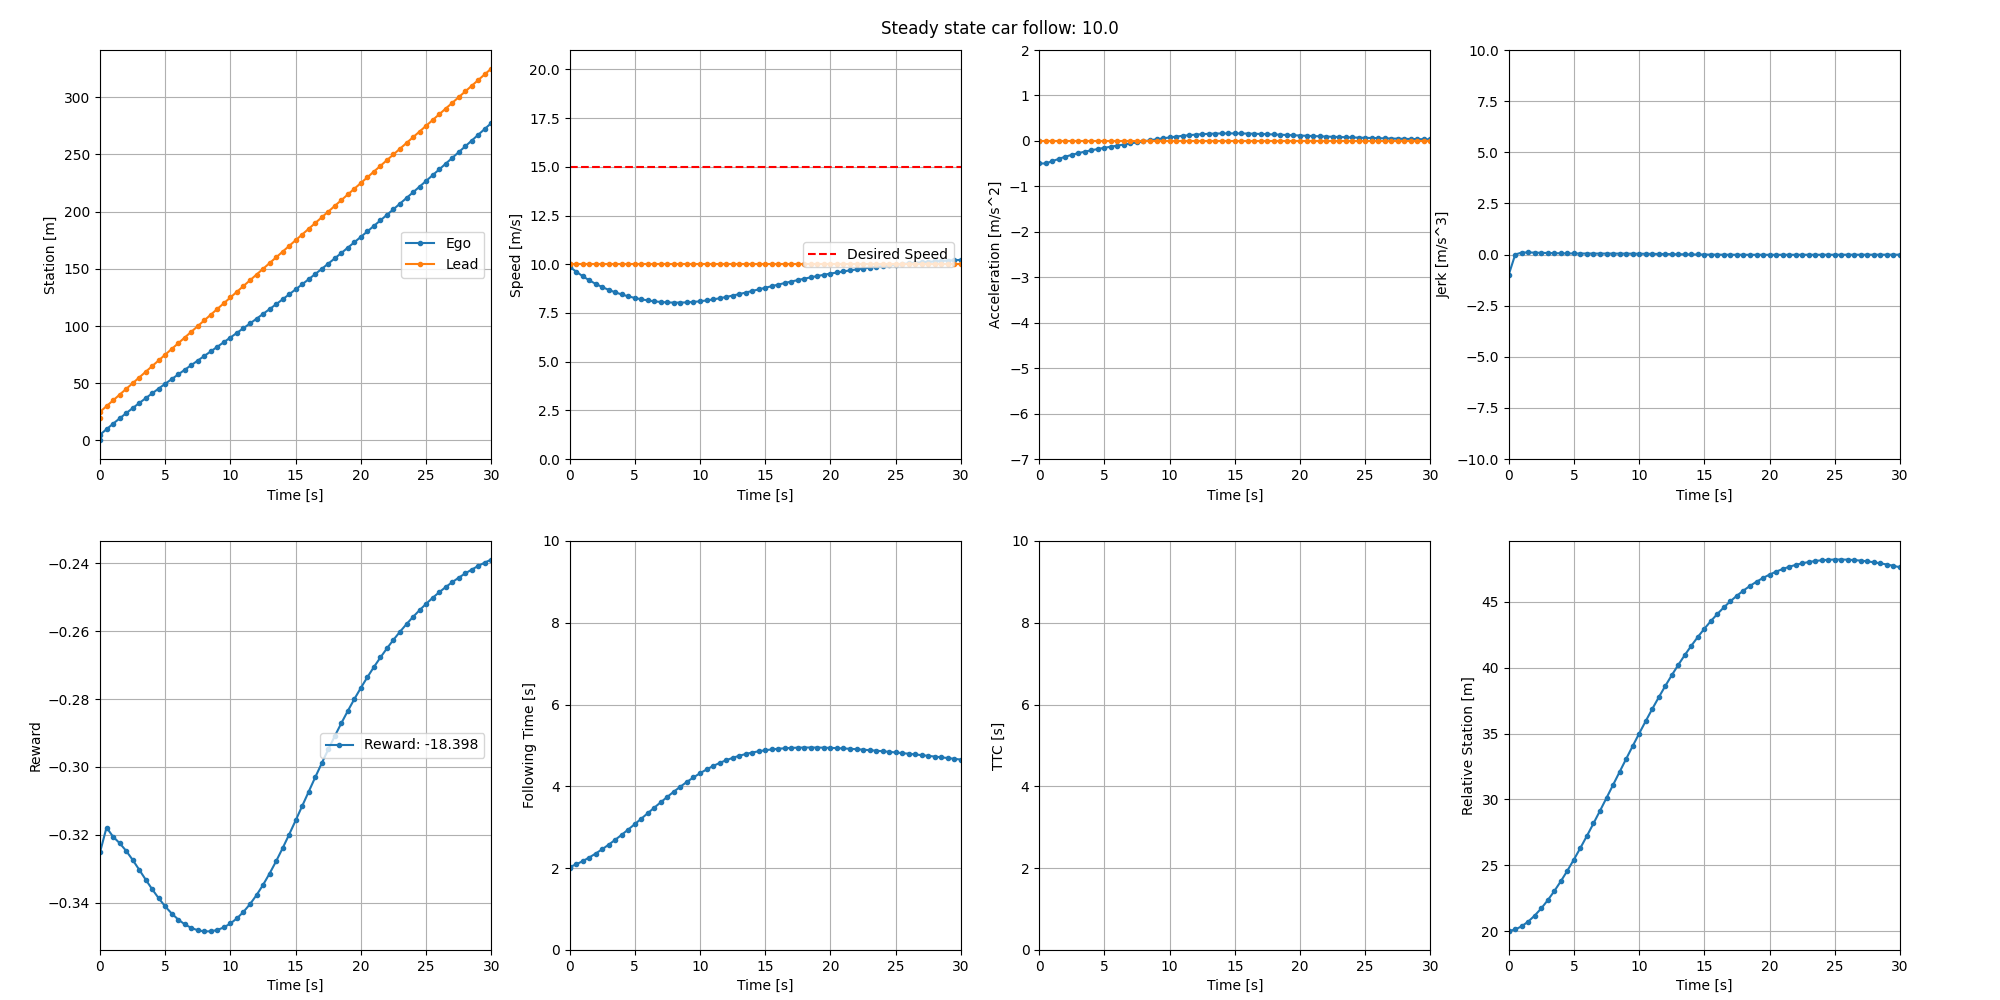 Steady state car follow: 10.0
Station [m]
300
250
200
150
100
50
0
Ego
Lead
0 5 10 15 20 25 30
Time [s]
Speed [m/s]
20.0
17.5
15.0
12.5
10.0
7.5
5.0
2.5
0.0
Desired Speed
0 5 10 15 20 25 30
Time [s]
Acceleration [m/s^2]
2
1
0
−1
−2
−3
−4
−5
−6
−7
0 5 10 15 20 25 30
Time [s]
Jerk [m/s^3]
10.0
7.5
5.0
2.5
0.0
−2.5
−5.0
−7.5
−10.0
0 5 10 15 20 25 30
Time [s]
Reward
−0.24
−0.26
−0.28
−0.30
−0.32
−0.34
Reward: -18.398
0 5 10 15 20 25 30
Time [s]
Following Time [s]
10
8
6
4
2
0
0 5 10 15 20 25 30
Time [s]
TTC [s]
10
8
6
4
2
0
0 5 10 15 20 25 30
Time [s]
Relative Station [m]
45
40
35
30
25
20
0 5 10 15 20 25 30
Time [s]